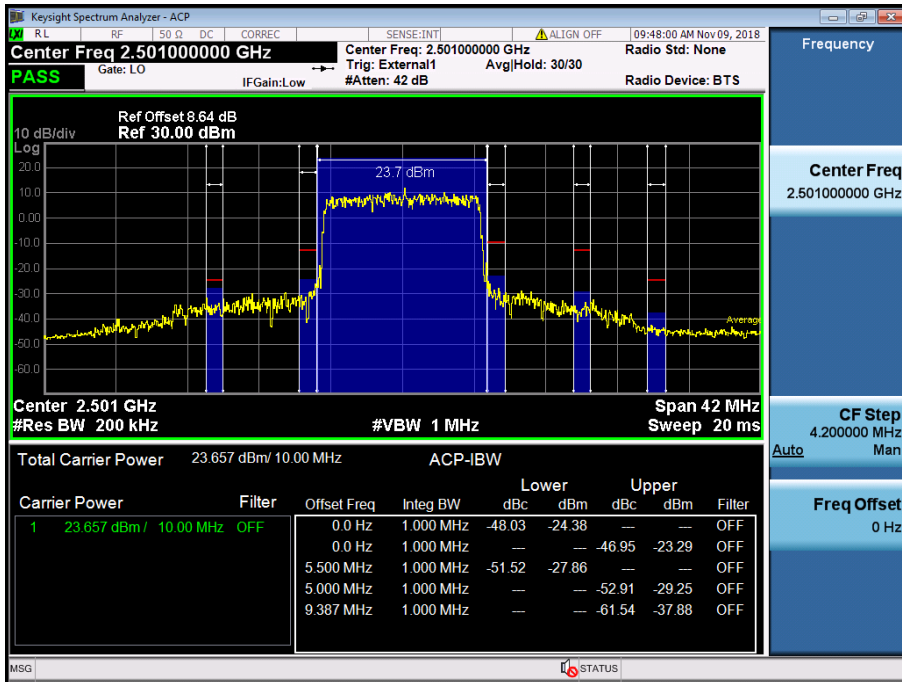 Keysight Spectrum Analyzer - ACP
LXI RL RF 50 Ω DC CORREC SENSE:INT ALIGN OFF 09:48:00 AM Nov 09, 2018
Center Freq 2.501000000 GHz
Center Freq: 2.501000000 GHz Radio Std: None
Gate: LO Trig: External1 Avg|Hold: 30/30
PASS IFGain:Low #Atten: 42 dB Radio Device: BTS
Ref Offset 8.64 dB
10 dB/div Ref 30.00 dBm
Log
20.0
23.7 dBm
10.0
0.00
-10.0
-20.0
-30.0
-40.0
Average
-50.0
-60.0
Center 2.501 GHz Span 42 MHz
#Res BW 200 kHz #VBW 1 MHz Sweep 20 ms
Total Carrier Power 23.657 dBm/ 10.00 MHz ACP-IBW
Lower Upper
Carrier Power Filter Offset Freq Integ BW dBc dBm dBc dBm Filter
1 23.657 dBm / 10.00 MHz OFF 0.0 Hz 1.000 MHz -48.03 -24.38 --- --- OFF
0.0 Hz 1.000 MHz --- --- -46.95 -23.29 OFF
5.500 MHz 1.000 MHz -51.52 -27.86 --- --- OFF
5.000 MHz 1.000 MHz --- --- -52.91 -29.25 OFF
9.387 MHz 1.000 MHz --- --- -61.54 -37.88 OFF
MSG STATUS
Frequency
Center Freq
2.501000000 GHz
CF Step
4.200000 MHz
Auto Man
Freq Offset
0 Hz